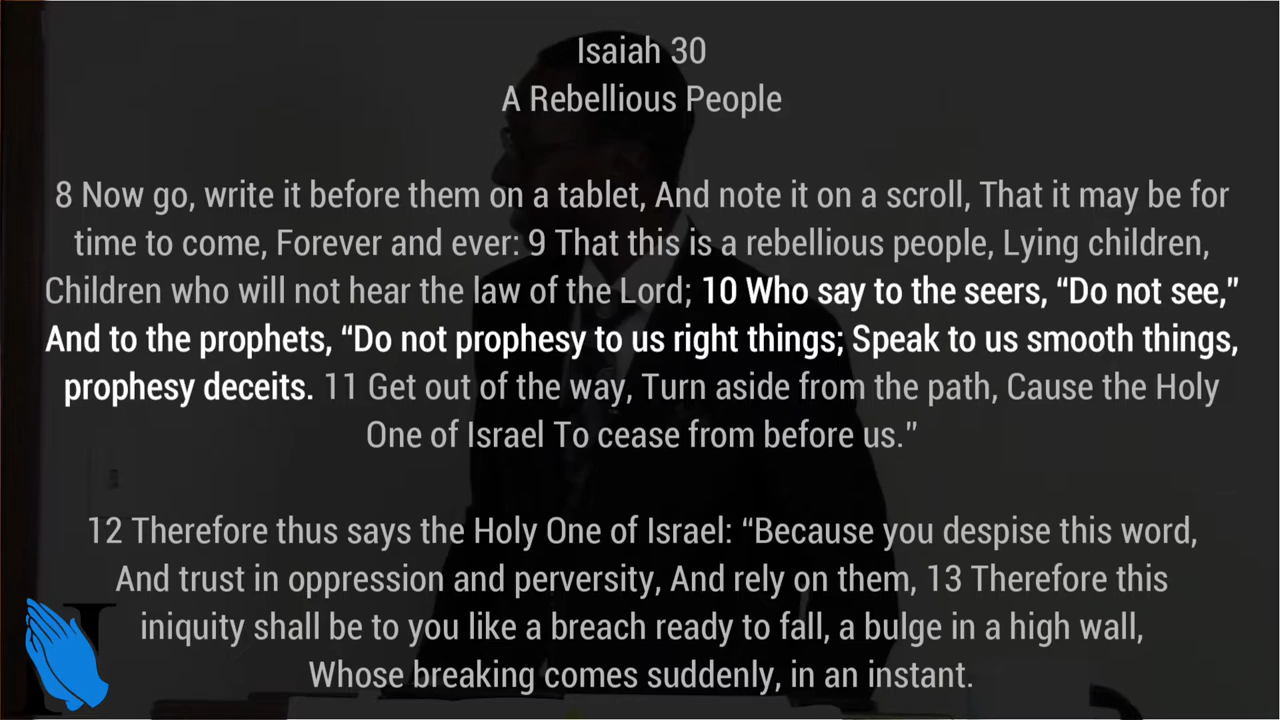 Isaiah 30
A Rebellious People
8 Now go, write it before them on a tablet, And note it on a scroll, That it may be for
time to come, Forever and ever: 9 That this is a rebellious people, Lying children,
Children who will not hear the law of the Lord; 10 Who say to the seers, “Do not see,”
And to the prophets, “Do not prophesy to us right things; Speak to us smooth things,
prophesy deceits. 11 Get out of the way, Turn aside from the path, Cause the Holy
One of Israel To cease from before us.”
12 Therefore thus says the Holy One of Israel: “Because you despise this word,
And trust in oppression and perversity, And rely on them, 13 Therefore this
iniquity shall be to you like a breach ready to fall, a bulge in a high wall,
Whose breaking comes suddenly, in an instant.